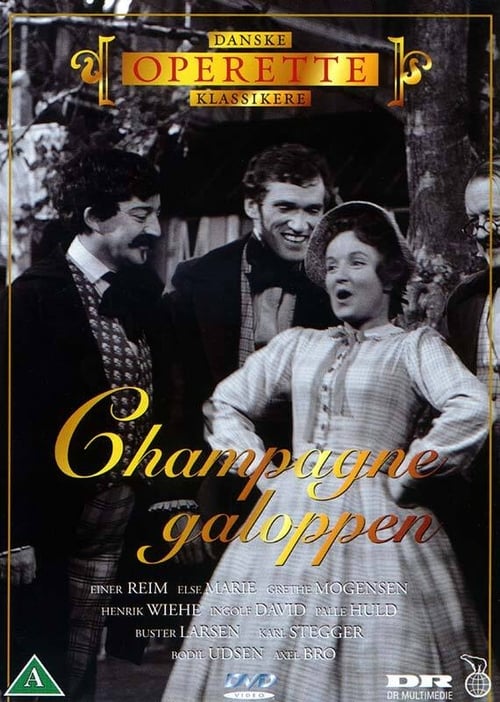 DANSKE
OPERETTE
KLASSIKERE
Champagne
galoppen
EJNER REIM ELSE MARIE GRETHE MOGENSEN
HENRIK WIEHE INGOLF DAVID PALLE HULD
BUSTER LARSEN KARL STEGGER
BODIL UDSEN AXEL BRO
A
DVD
VIDEO
DR
DR MULTIMEDIE